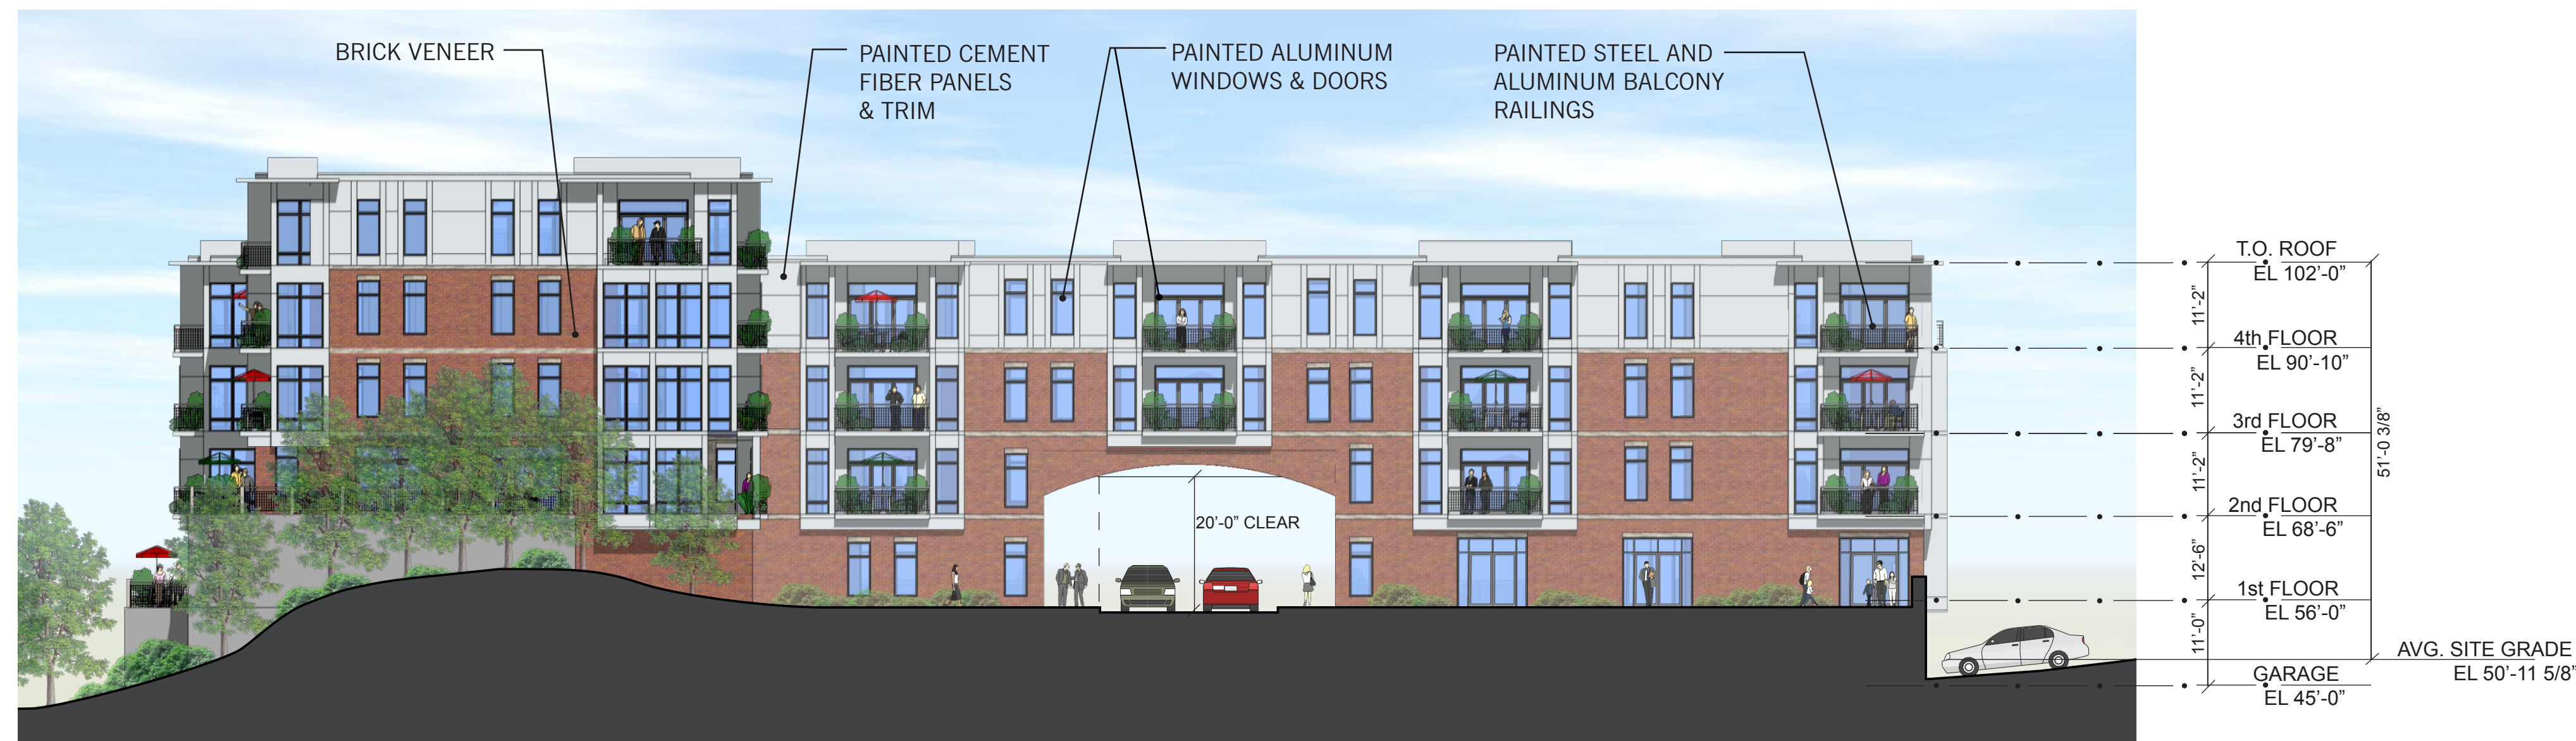 BRICK VENEER
PAINTED CEMENT
FIBER PANELS
& TRIM
PAINTED ALUMINUM
WINDOWS & DOORS
PAINTED STEEL AND
ALUMINUM BALCONY
RAILINGS
20’-0” CLEAR
T.O. ROOF
EL 102’-0”
11’-2”
4th FLOOR
EL 90’-10”
11’-2”
3rd FLOOR
EL 79’-8”
51’-0 3/8”
11’-2”
2nd FLOOR
EL 68’-6”
12’-6”
1st FLOOR
EL 56’-0”
11’-0”
AVG. SITE GRADE
EL 50’-11 5/8”
GARAGE
EL 45’-0”